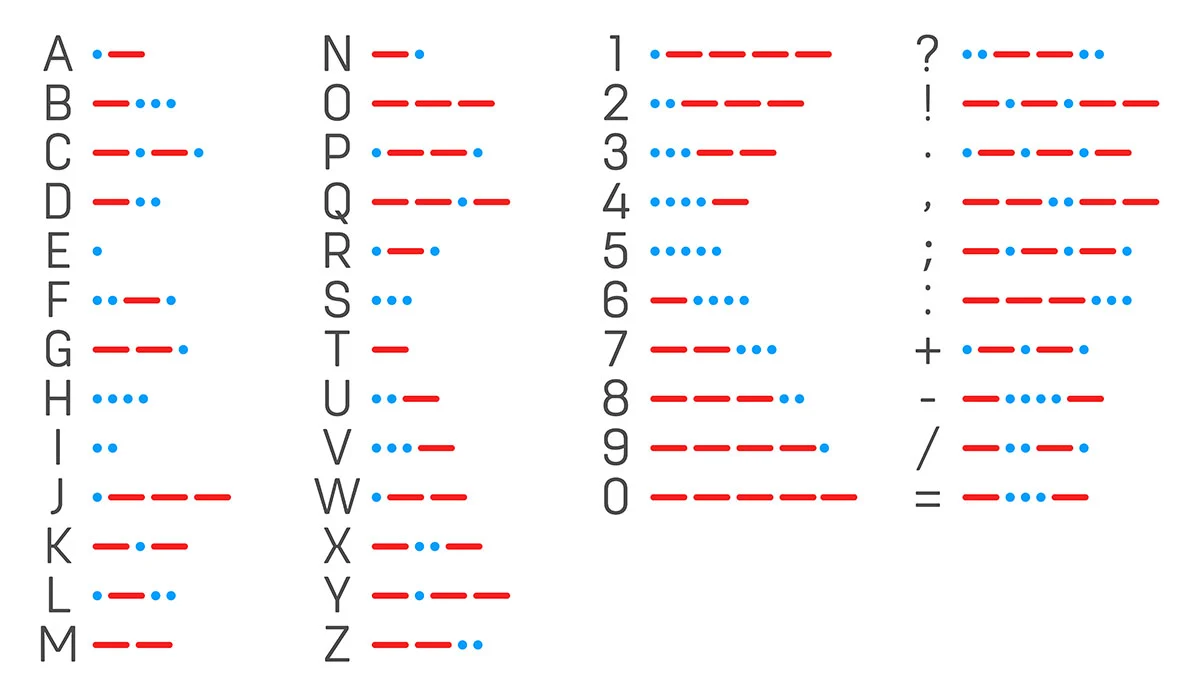 A
B
C
D
E
F
G
H
I
J
K
L
M
N
O
P
Q
R
S
T
U
V
W
X
Y
Z
1
2
3
4
5
6
7
8
9
0
?
!
.
,
;
:
+
-
/
=